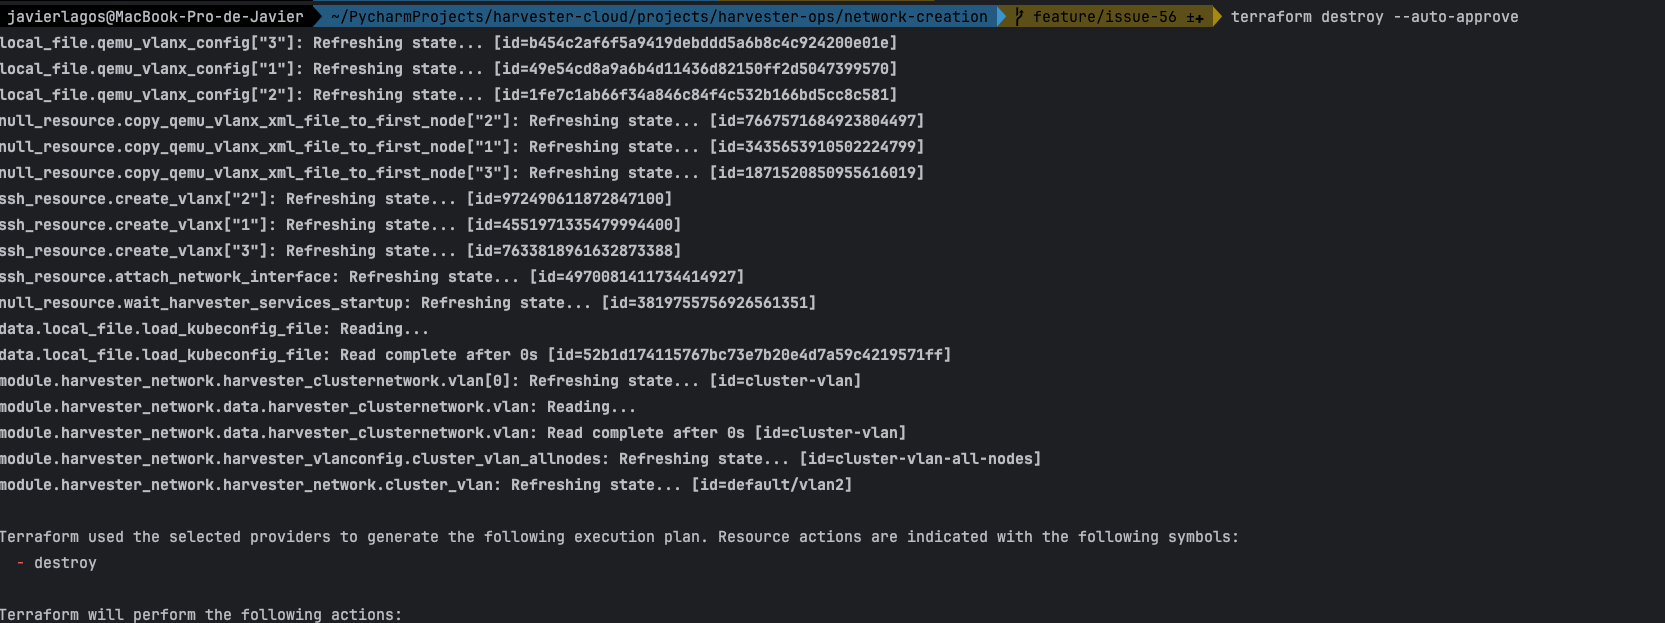 javierlagos@MacBook-Pro-de-Javier ~/PycharmProjects/harvester-cloud/projects/harvester-ops/network-creation feature/issue-56 ±+ terraform destroy --auto-approve
local_file.qemu_vlanx_config["3"]: Refreshing state... [id=b454c2af6f5a9419debddd5a6b8c4c924200e01e]
local_file.qemu_vlanx_config["1"]: Refreshing state... [id=49e54cd8a9a6b4d11436d82150ff2d5047399570]
local_file.qemu_vlanx_config["2"]: Refreshing state... [id=1fe7c1ab66f34a846c84f4c532b166bd5cc8c581]
null_resource.copy_qemu_vlanx_xml_file_to_first_node["2"]: Refreshing state... [id=7667571684923804497]
null_resource.copy_qemu_vlanx_xml_file_to_first_node["1"]: Refreshing state... [id=3435653910502224799]
null_resource.copy_qemu_vlanx_xml_file_to_first_node["3"]: Refreshing state... [id=1871520850955616019]
ssh_resource.create_vlanx["2"]: Refreshing state... [id=972490611872847100]
ssh_resource.create_vlanx["1"]: Refreshing state... [id=4551971335479994400]
ssh_resource.create_vlanx["3"]: Refreshing state... [id=7633818961632873388]
ssh_resource.attach_network_interface: Refreshing state... [id=4970081411734414927]
null_resource.wait_harvester_services_startup: Refreshing state... [id=3819755756926561351]
data.local_file.load_kubeconfig_file: Reading...
data.local_file.load_kubeconfig_file: Read complete after 0s [id=52b1d174115767bc73e7b20e4d7a59c4219571ff]
module.harvester_network.harvester_clusternetwork.vlan[0]: Refreshing state... [id=cluster-vlan]
module.harvester_network.data.harvester_clusternetwork.vlan: Reading...
module.harvester_network.data.harvester_clusternetwork.vlan: Read complete after 0s [id=cluster-vlan]
module.harvester_network.harvester_vlanconfig.cluster_vlan_allnodes: Refreshing state... [id=cluster-vlan-all-nodes]
module.harvester_network.harvester_network.cluster_vlan: Refreshing state... [id=default/vlan2]
Terraform used the selected providers to generate the following execution plan. Resource actions are indicated with the following symbols:
- destroy
Terraform will perform the following actions: